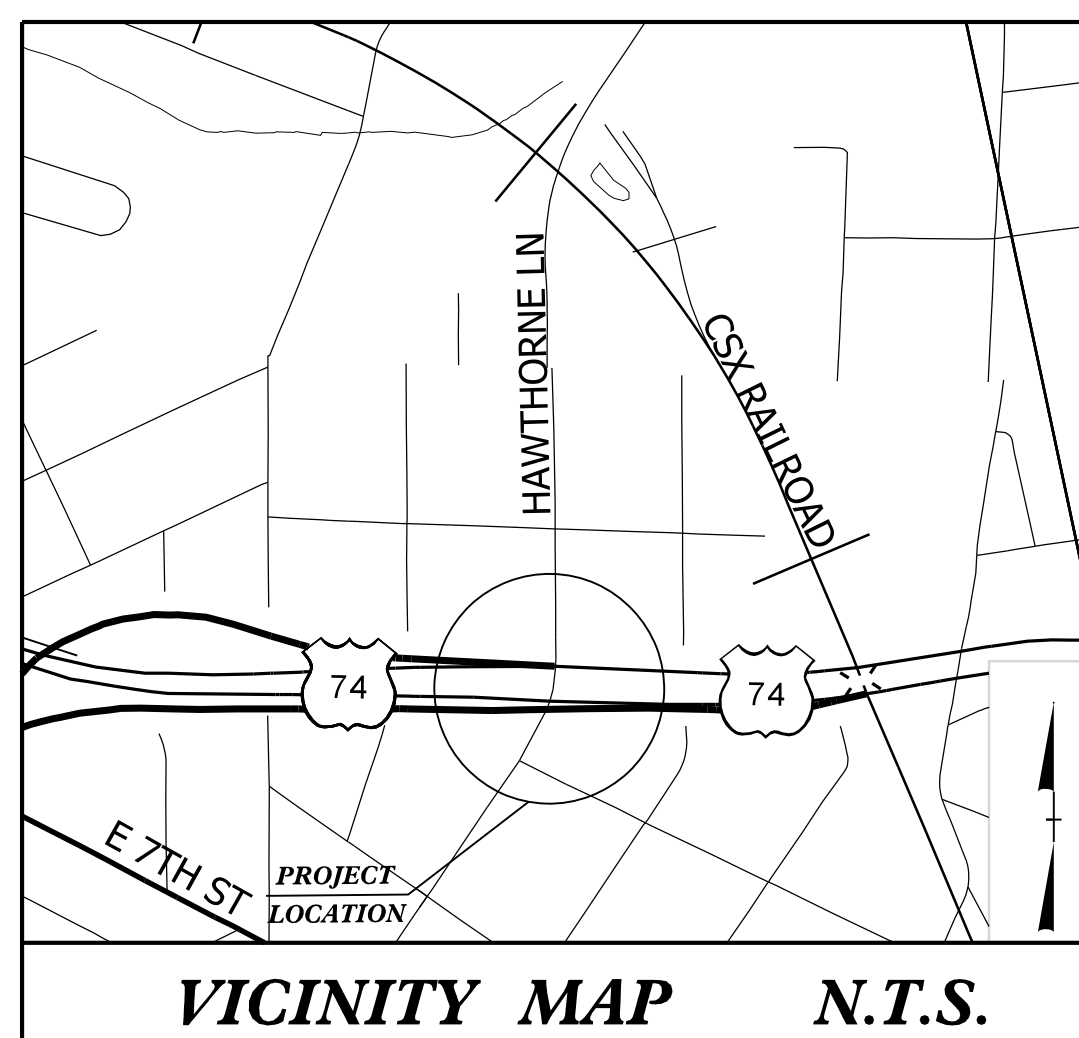 HAWTHORNE LN
CSX RAILROAD
74
74
E 7TH ST
PROJECT
LOCATION
VICINITY MAP N.T.S.